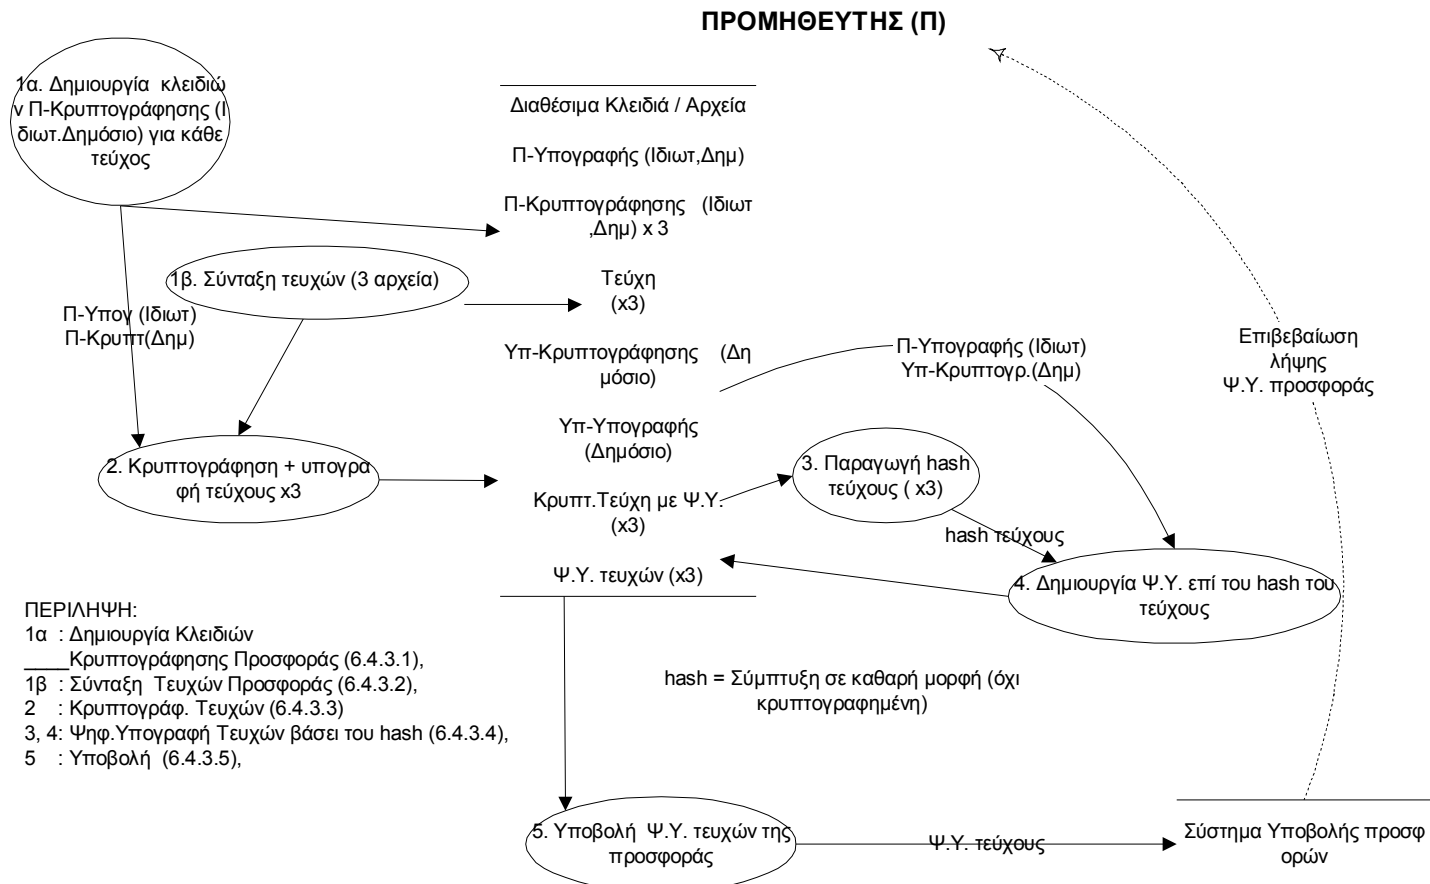 ΠΡΟΜΗΘΕΥΤΗΣ (Π)
1α. Δημιουργία κλειδιώ
ν Π-Κρυπτογράφησης (Ι
διωτ.Δημόσιο) για κάθε
τεύχος
Διαθέσιμα Κλειδιά / Αρχεία
Π-Υπογραφής (Ιδιωτ,Δημ)
Π-Κρυπτογράφησης (Ιδιωτ
,Δημ) x 3
1β. Σύνταξη τευχών (3 αρχεία)
Τεύχη
(x3)
Π-Υπογ (Ιδιωτ)
Π-Κρυπτ(Δημ)
Υπ-Κρυπτογράφησης (Δη
μόσιο)
Π-Υπογραφής (Ιδιωτ)
Υπ-Κρυπτογρ.(Δημ)
Επιβεβαίωση
λήψης
Ψ.Υ. προσφοράς
Υπ-Υπογραφής
(Δημόσιο)
2. Κρυπτογράφηση + υπογρα
φή τεύχους x3
3. Παραγωγή hash
τεύχους ( x3)
Κρυπτ.Τεύχη με Ψ.Υ.
(x3)
hash τεύχους
Ψ.Υ. τευχών (x3)
4. Δημιουργία Ψ.Υ. επί του hash του
τεύχους
ΠΕΡΙΛΗΨΗ:
1α : Δημιουργία Κλειδιών
____Κρυπτογράφησης Προσφοράς (6.4.3.1),
1β : Σύνταξη Τευχών Προσφοράς (6.4.3.2),
2 : Κρυπτογράφ. Τευχών (6.4.3.3)
3, 4: Ψηφ.Υπογραφή Τευχών βάσει του hash (6.4.3.4),
5 : Υποβολή (6.4.3.5),
hash = Σύμπτυξη σε καθαρή μορφή (όχι
κρυπτογραφημένη)
5. Υποβολή Ψ.Υ. τευχών της
προσφοράς
Ψ.Υ. τεύχους
Σύστημα Υποβολής προσφ
ορών